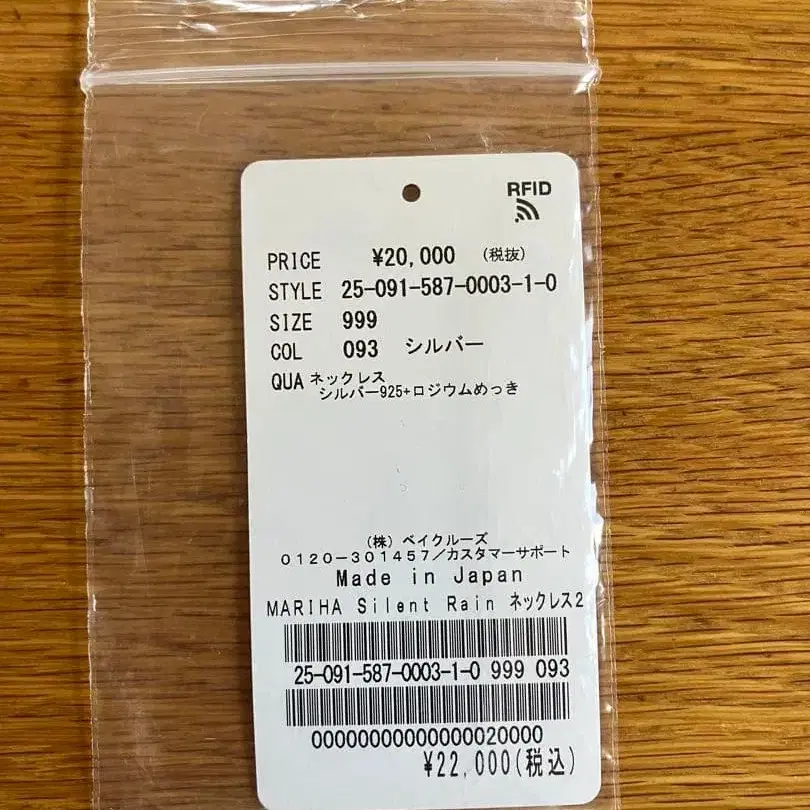 RFID
PRICE ¥20,000 (税抜)
STYLE 25-091-587-0003-1-0
SIZE 999
COL 093 シルバー
QUA ネックレス
シルバー925+ロジウムめっき
(株) ベイクルーズ
0120-301457/カスタマーサポート
Made in Japan
MARIHA Silent Rain ネックレス2
25-091-587-0003-1-0 999 093
00000000000000020000
¥22,000(税込)